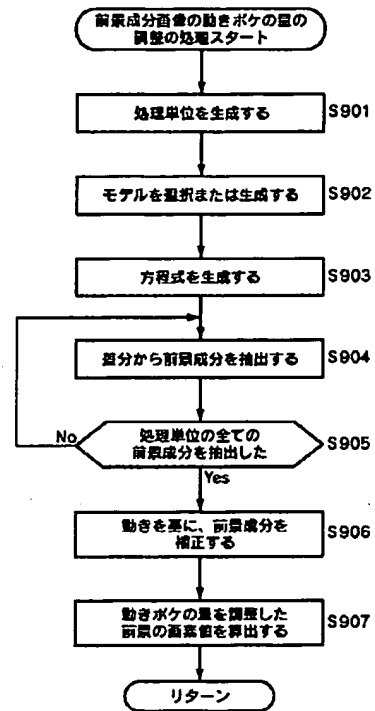 前景成分画像の動きボケの量の
調整の処理スタート
処理単位を生成する
S901
モデルを選択または生成する
S902
方程式を生成する
S903
差分から前景成分を抽出する
S904
処理単位の全ての
前景成分を抽出した
S905
No
Yes
動きを基に、前景成分を
補正する
S906
動きボケの量を調整した
前景の画素値を算出する
S907
リターン